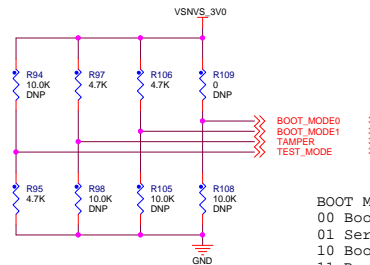 VSNVS_3V0
R94 R97 R106 R109
10.0K 4.7K 4.7K 0
DNP DNP
BOOT_MODE0
BOOT_MODE1
TAMPER
TEST_MODE
R95 R98 R105 R108
4.7K 10.0K 10.0K 10.0K
DNP DNP DNP
BOOT M
00 Boo
01 Ser
10 Boo
GND